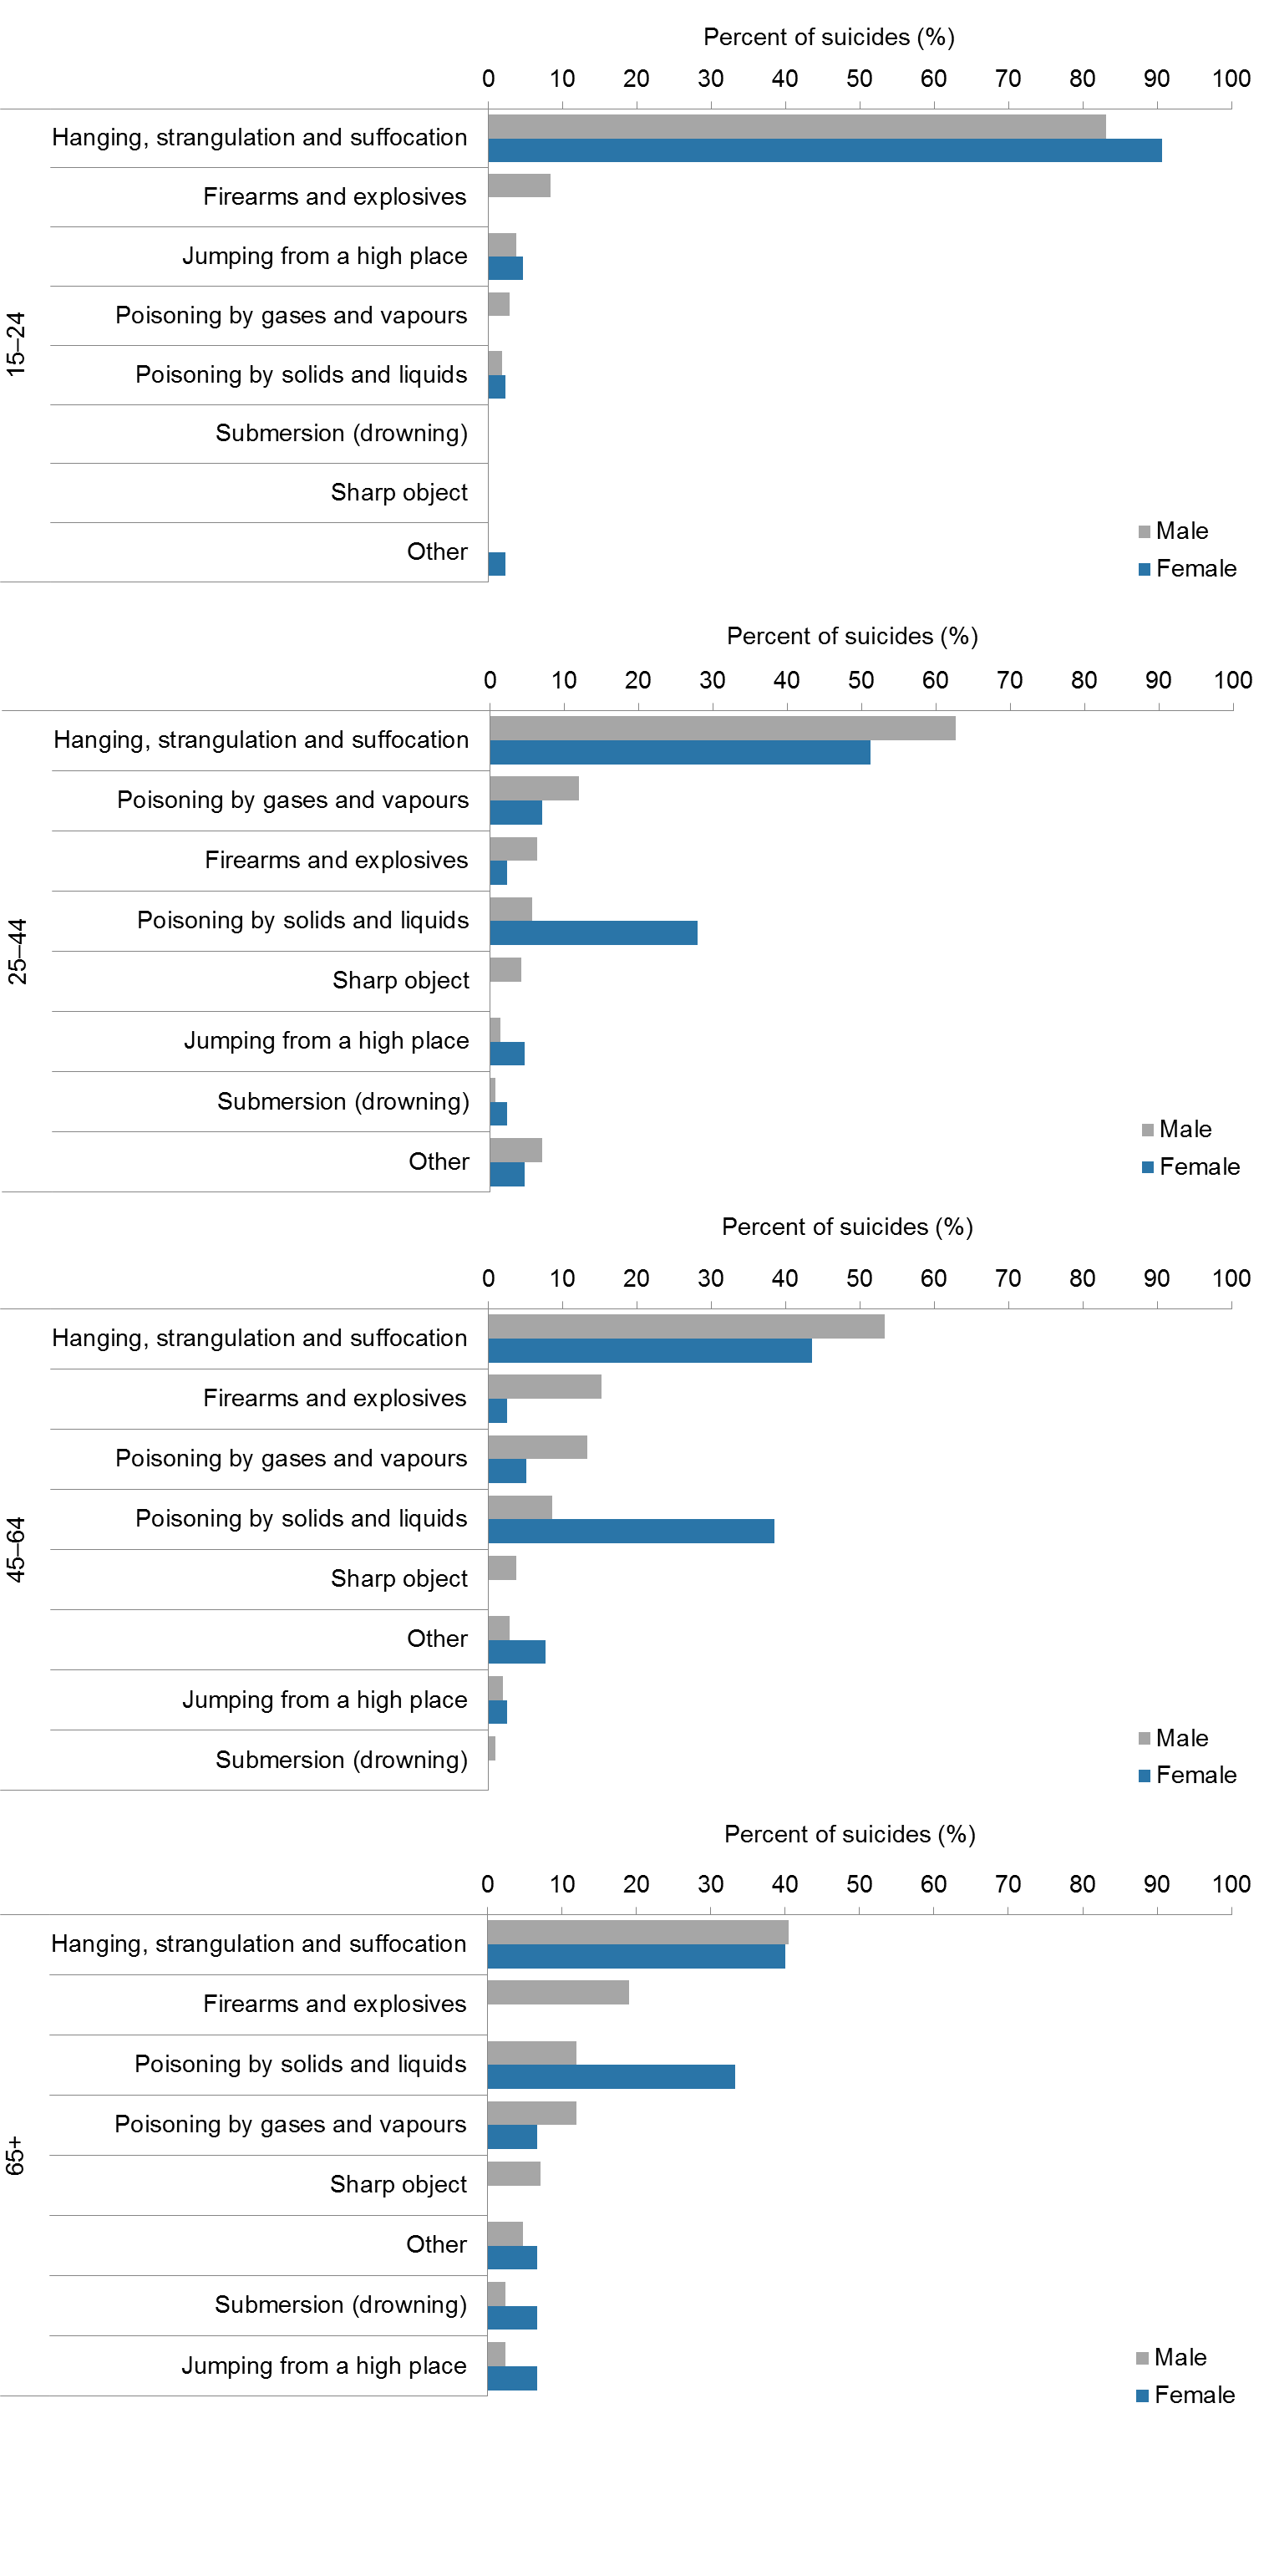 Percent of suicides (%)
0 10 20 30 40 50 60 70 80 90 100
15–24
Hanging, strangulation and suffocation
Firearms and explosives
Jumping from a high place
Poisoning by gases and vapours
Poisoning by solids and liquids
Submersion (drowning)
Sharp object
Other
Male
Female
Percent of suicides (%)
0 10 20 30 40 50 60 70 80 90 100
25–44
Hanging, strangulation and suffocation
Poisoning by gases and vapours
Firearms and explosives
Poisoning by solids and liquids
Sharp object
Jumping from a high place
Submersion (drowning)
Other
Male
Female
Percent of suicides (%)
0 10 20 30 40 50 60 70 80 90 100
45–64
Hanging, strangulation and suffocation
Firearms and explosives
Poisoning by gases and vapours
Poisoning by solids and liquids
Sharp object
Other
Jumping from a high place
Submersion (drowning)
Male
Female
Percent of suicides (%)
0 10 20 30 40 50 60 70 80 90 100
65+
Hanging, strangulation and suffocation
Firearms and explosives
Poisoning by solids and liquids
Poisoning by gases and vapours
Sharp object
Other
Submersion (drowning)
Jumping from a high place
Male
Female